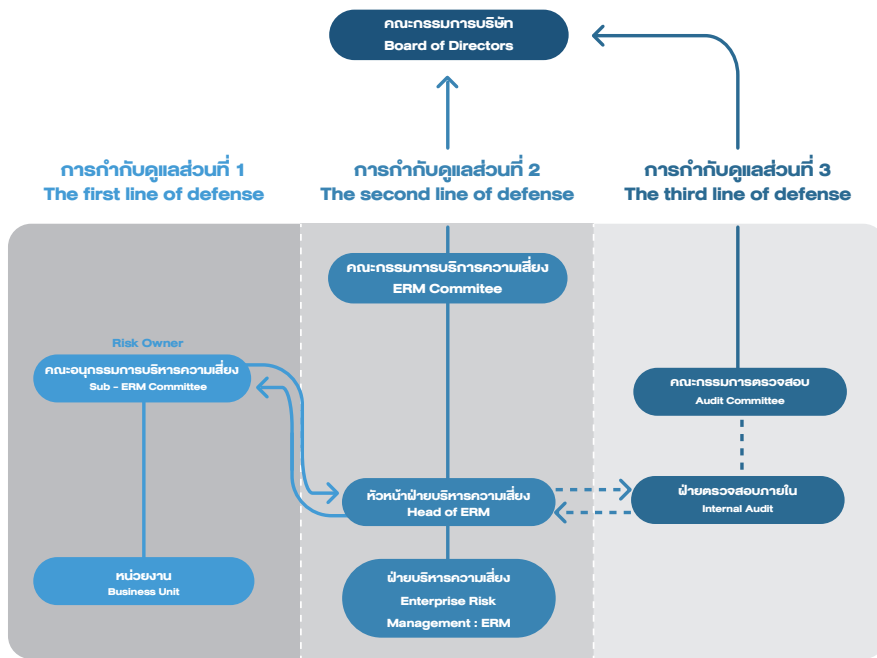 คณะกรรมการบริษัท
Board of Directors
การกำกับดูแลส่วนที่ 1
The first line of defense
การกำกับดูแลส่วนที่ 2
The second line of defense
การกำกับดูแลส่วนที่ 3
The third line of defense
คณะกรรมการบริการความเสี่ยง
ERM Commitee
Risk Owner
คณะอนุกรรมการบริหารความเสี่ยง
Sub - ERM Committee
คณะกรรมการตรวจสอบ
Audit Committee
หัวหน้าฝ่ายบริหารความเสี่ยง
Head of ERM
ฝ่ายตรวจสอบภายใน
Internal Audit
หน่วยงาน
Business Unit
ฝ่ายบริหารความเสี่ยง
Enterprise Risk
Management : ERM